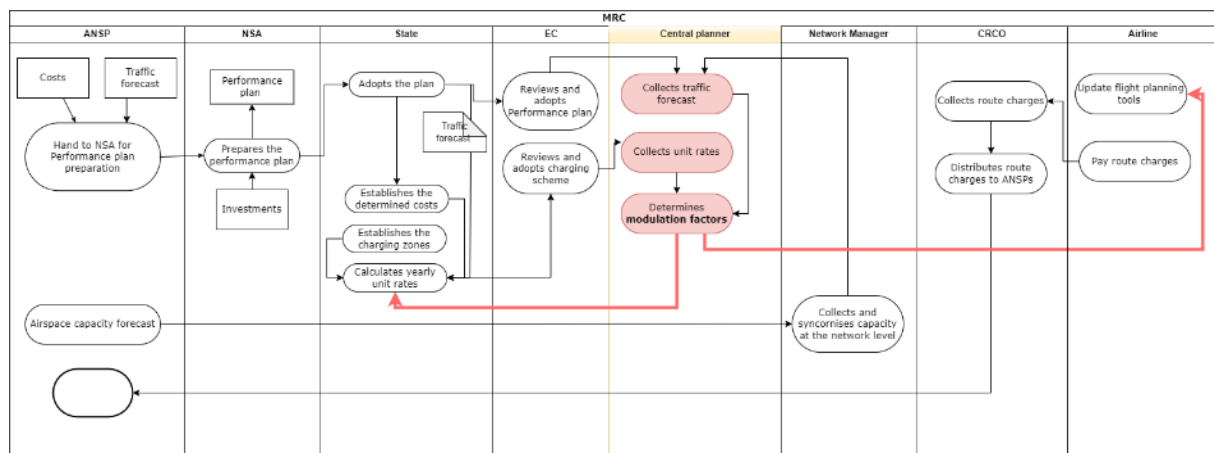 MRC
ANSP
NSA
State
EC
Central planner
Network Manager
CRCO
Airline
Costs
Traffic
forecast
Hand to NSA for
Performance plan
preparation
Airspace capacity forecast
Performance
plan
Prepares the
performance plan
Investments
Adopts the plan
Traffic
forecast
Establishes the
determined costs
Establishes the
charging zones
Calculates yearly
unit rates
Reviews and
adopts
Performance plan
Reviews and
adopts charging
scheme
Collects traffic
forecast
Collects unit rates
Determines
modulation factors
Collects and
syncornises capacity
at the network level
Collects route charges
Distributes route
charges to ANSPs
Update flight planning
tools
Pay route charges